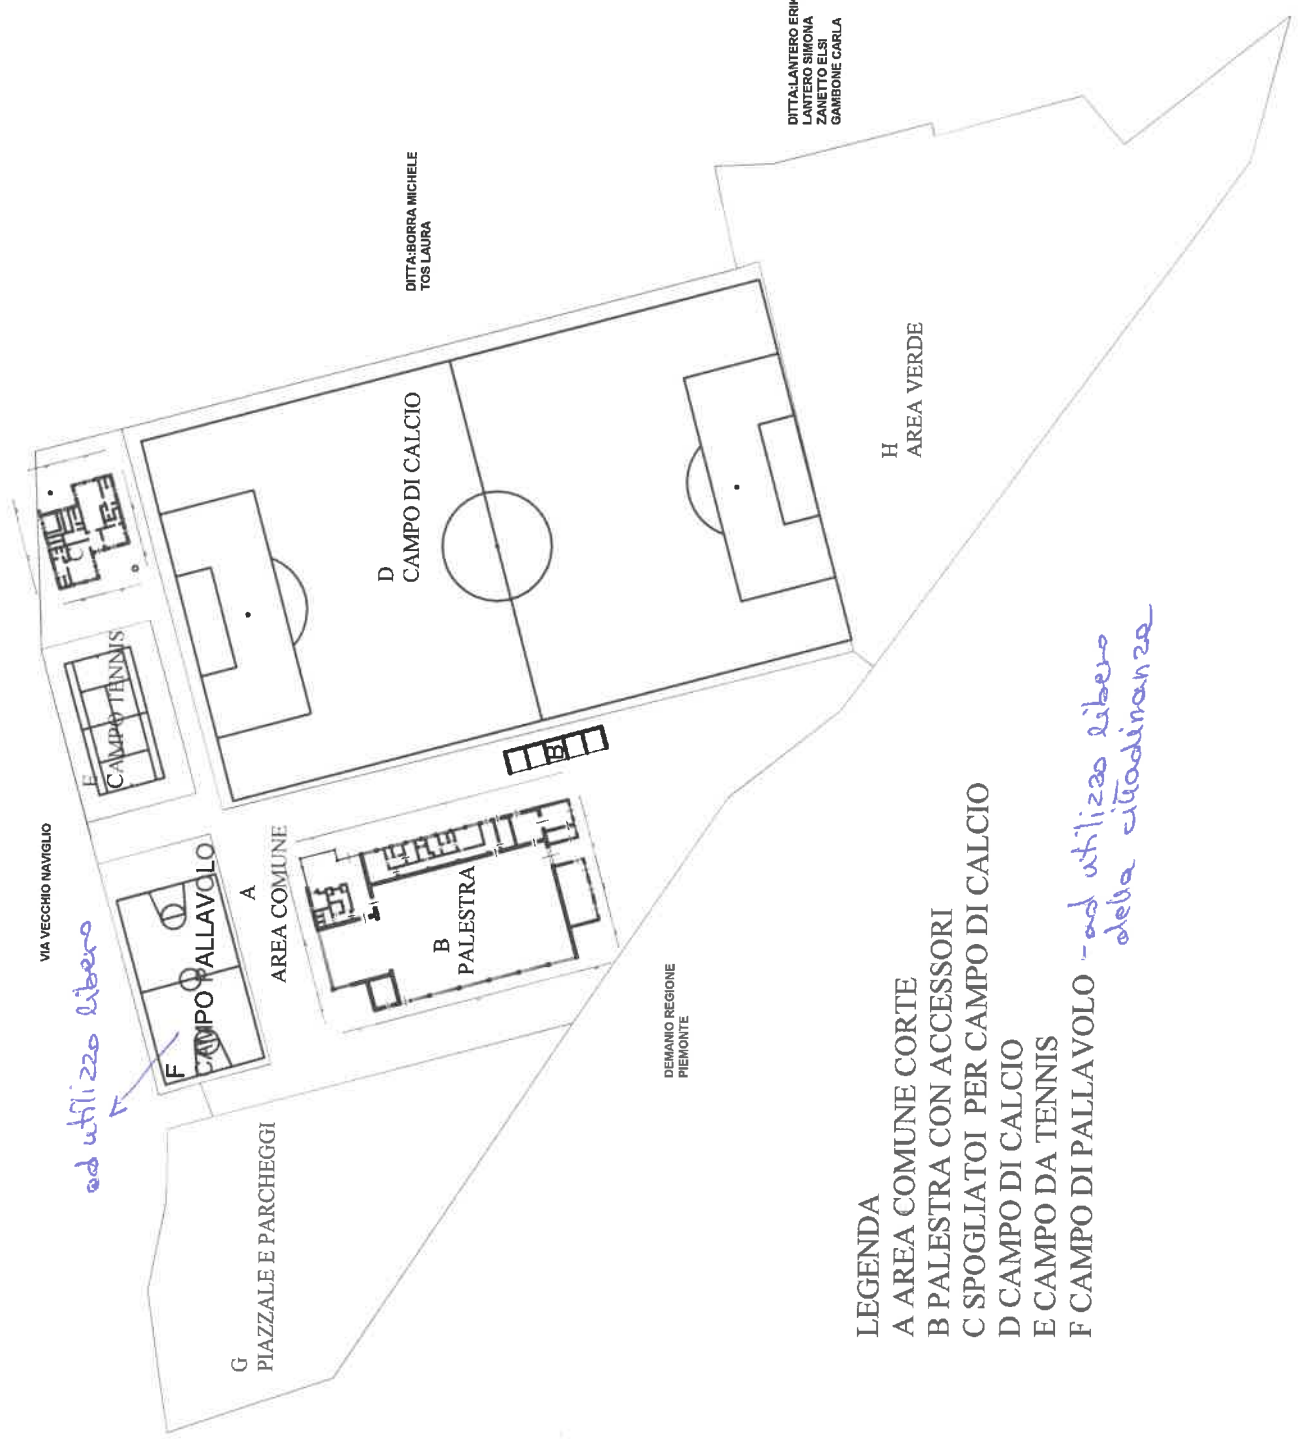 VIA VECCHIO NAVIGLIO
ad utilizzo libero
F
CAMPO PALLAVOLO
E
CAMPO TENNIS
C
A
AREA COMUNE
B
PALESTRA
B
D
CAMPO DI CALCIO
DITTA:BORRA MICHELE
TOS LAURA
DITTA:LANTERO ERIK
LANTERO SIMONA
ZANETTO ELSI
GAMBONE CARLA
G
PIAZZALE E PARCHEGGI
DEMANIO REGIONE
PIEMONTE
H
AREA VERDE
LEGENDA
A AREA COMUNE CORTE
B PALESTRA CON ACCESSORI
C SPOGLIATOI PER CAMPO DI CALCIO
D CAMPO DI CALCIO
E CAMPO DA TENNIS
F CAMPO DI PALLAVOLO - ad utilizzo libero
della cittadinanza